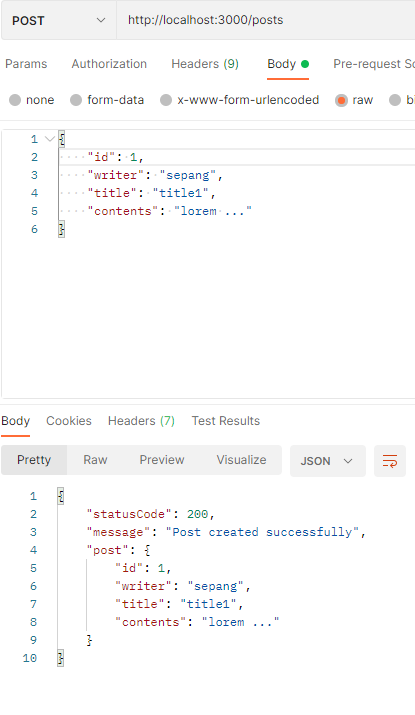 POST http://localhost:3000/posts
Params Authorization Headers (9) Body Pre-request Sc
none form-data x-www-form-urlencoded raw bi
1 {
2 "id": 1,
3 "writer": "sepang",
4 "title": "title1",
5 "contents": "lorem ..."
6 }
Body Cookies Headers (7) Test Results
Pretty Raw Preview Visualize JSON
1 {
2 "statusCode": 200,
3 "message": "Post created successfully",
4 "post": {
5 "id": 1,
6 "writer": "sepang",
7 "title": "title1",
8 "contents": "lorem ..."
9 }
10 }